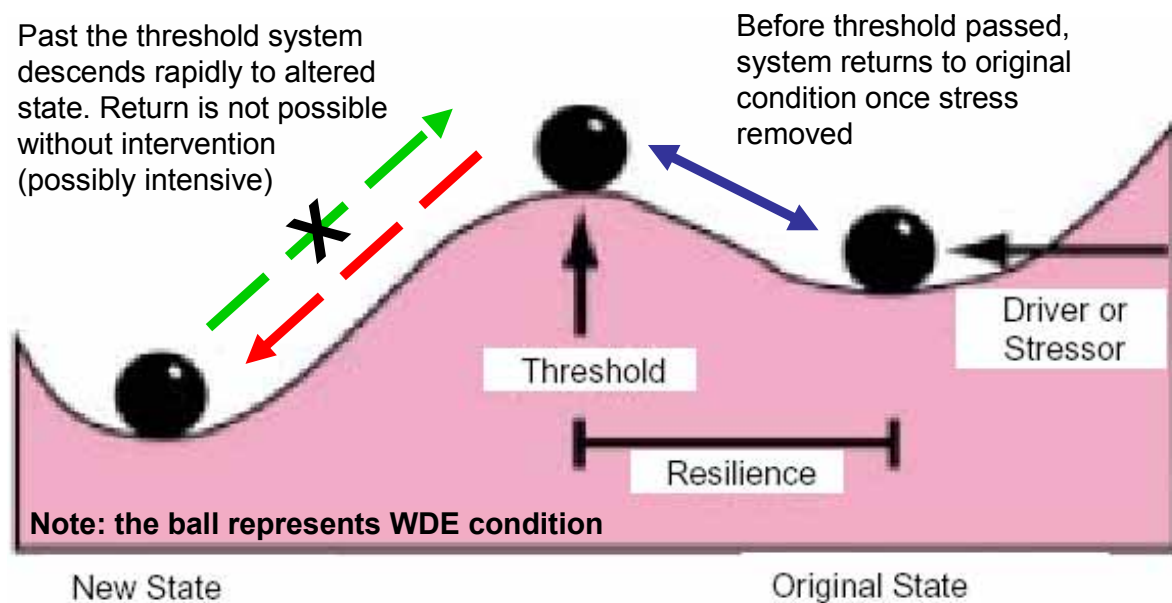 Past the threshold system
descends rapidly to altered
state. Return is not possible
without intervention
(possibly intensive)
Before threshold passed,
system returns to original
condition once stress
removed
X
Driver or
Stressor
Threshold
Resilience
Note: the ball represents WDE condition
New State
Original State